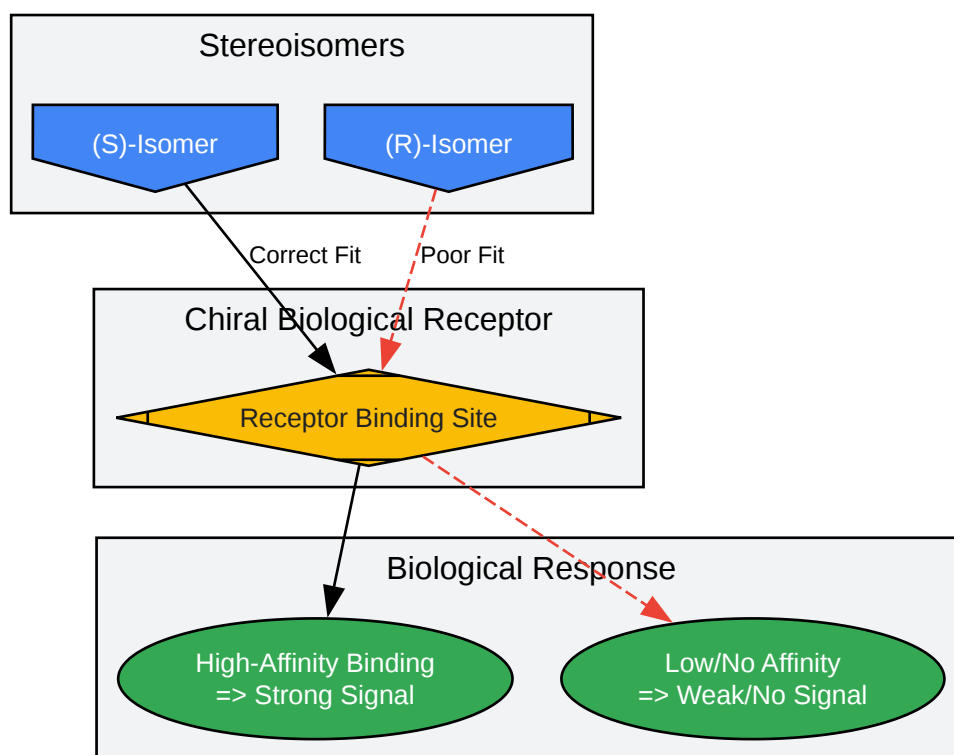 Stereoisomers
(S)-Isomer
(R)-Isomer
Correct Fit
Poor Fit
Chiral Biological Receptor
Receptor Binding Site
Biological Response
High-Affinity Binding
=> Strong Signal
Low/No Affinity
=> Weak/No Signal